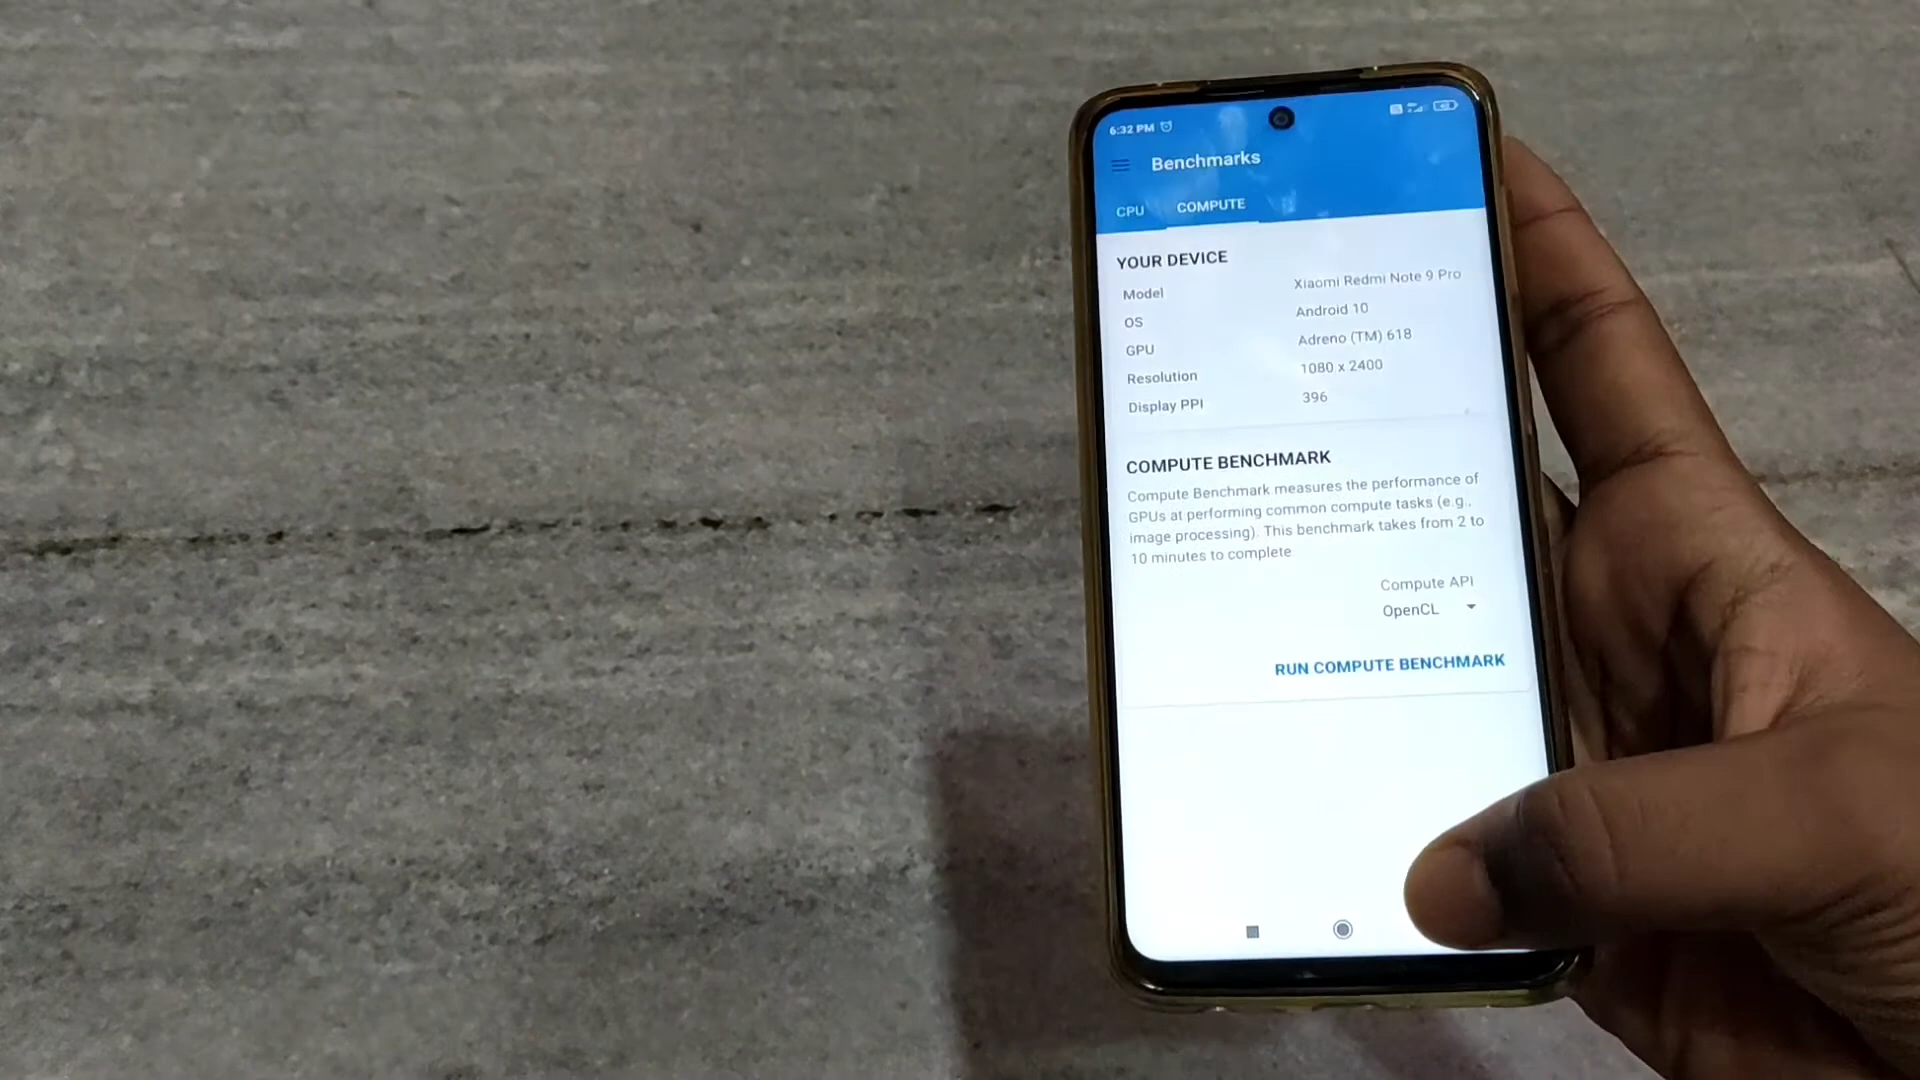 6:32 PM
Benchmarks
CPU COMPUTE
YOUR DEVICE
Model Xiaomi Redmi Note 9 Pro
OS Android 10
GPU Adreno (TM) 618
Resolution 1080 x 2400
Display PPI 396
COMPUTE BENCHMARK
Compute Benchmark measures the performance of
GPUs at performing common compute tasks (e.g.,
image processing). This benchmark takes from 2 to
10 minutes to complete
Compute API
OpenCL
RUN COMPUTE BENCHMARK